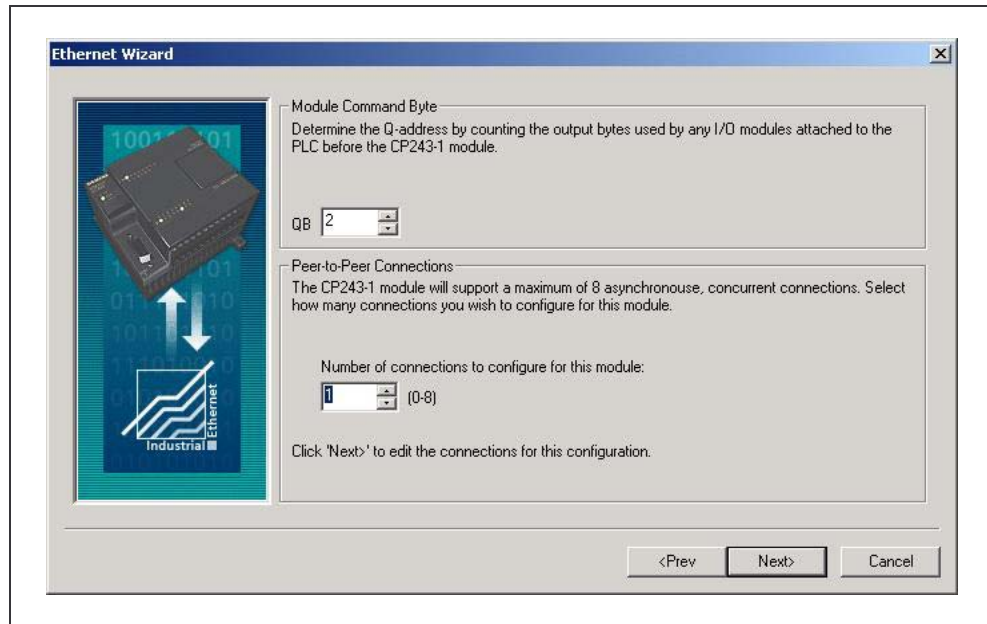 Ethernet Wizard
Module Command Byte
Determine the Q-address by counting the output bytes used by any I/O modules attached to the
PLC before the CP243-1 module.
QB 2
Peer-to-Peer Connections
The CP243-1 module will support a maximum of 8 asynchronouse, concurrent connections. Select
how many connections you wish to configure for this module.
Number of connections to configure for this module:
1 (0-8)
Click 'Next>' to edit the connections for this configuration.
Industrial
Ethernet
<Prev
Next>
Cancel